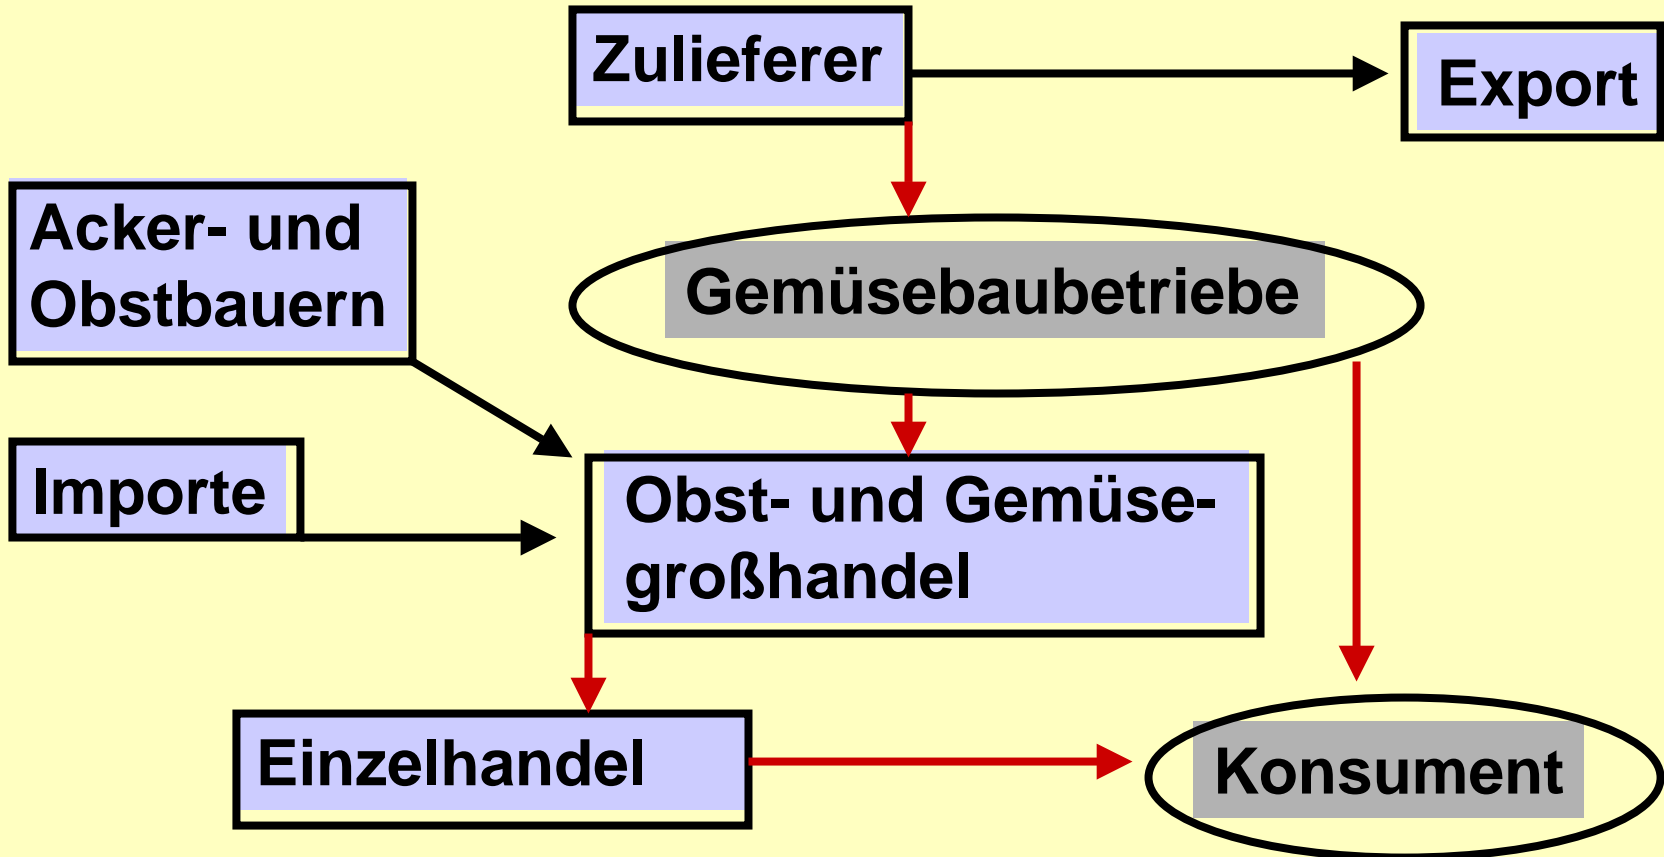 Zulieferer
Export
Acker- und
Obstbauern
Gemüsebaubetriebe
Importe
Obst- und Gemüse-
großhandel
Einzelhandel
Konsument